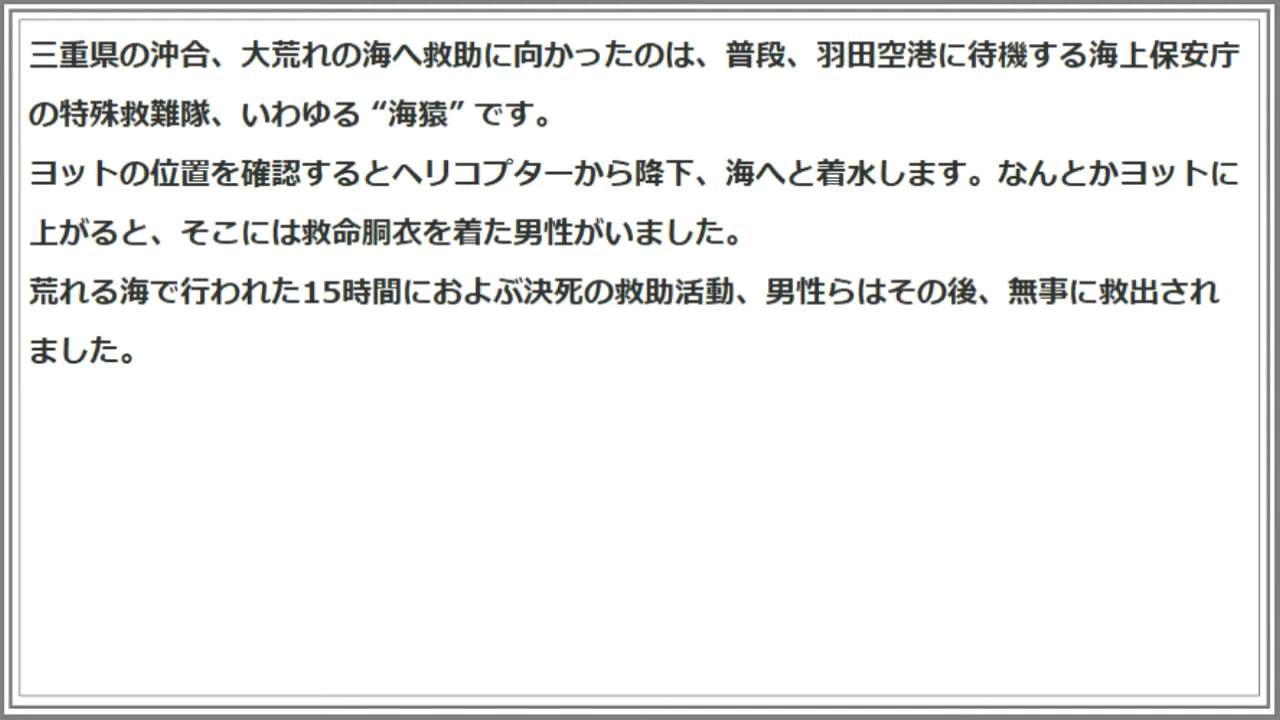 三重県の沖合、大荒れの海へ救助に向かったのは、普段、羽田空港に待機する海上保安庁
の特殊救難隊、いわゆる “海猿” です。
ヨットの位置を確認するとヘリコプターから降下、海へと着水します。なんとかヨットに
上がると、そこには救命胴衣を着た男性がいました。
荒れる海で行われた15時間におよぶ決死の救助活動、男性らはその後、無事に救出され
ました。